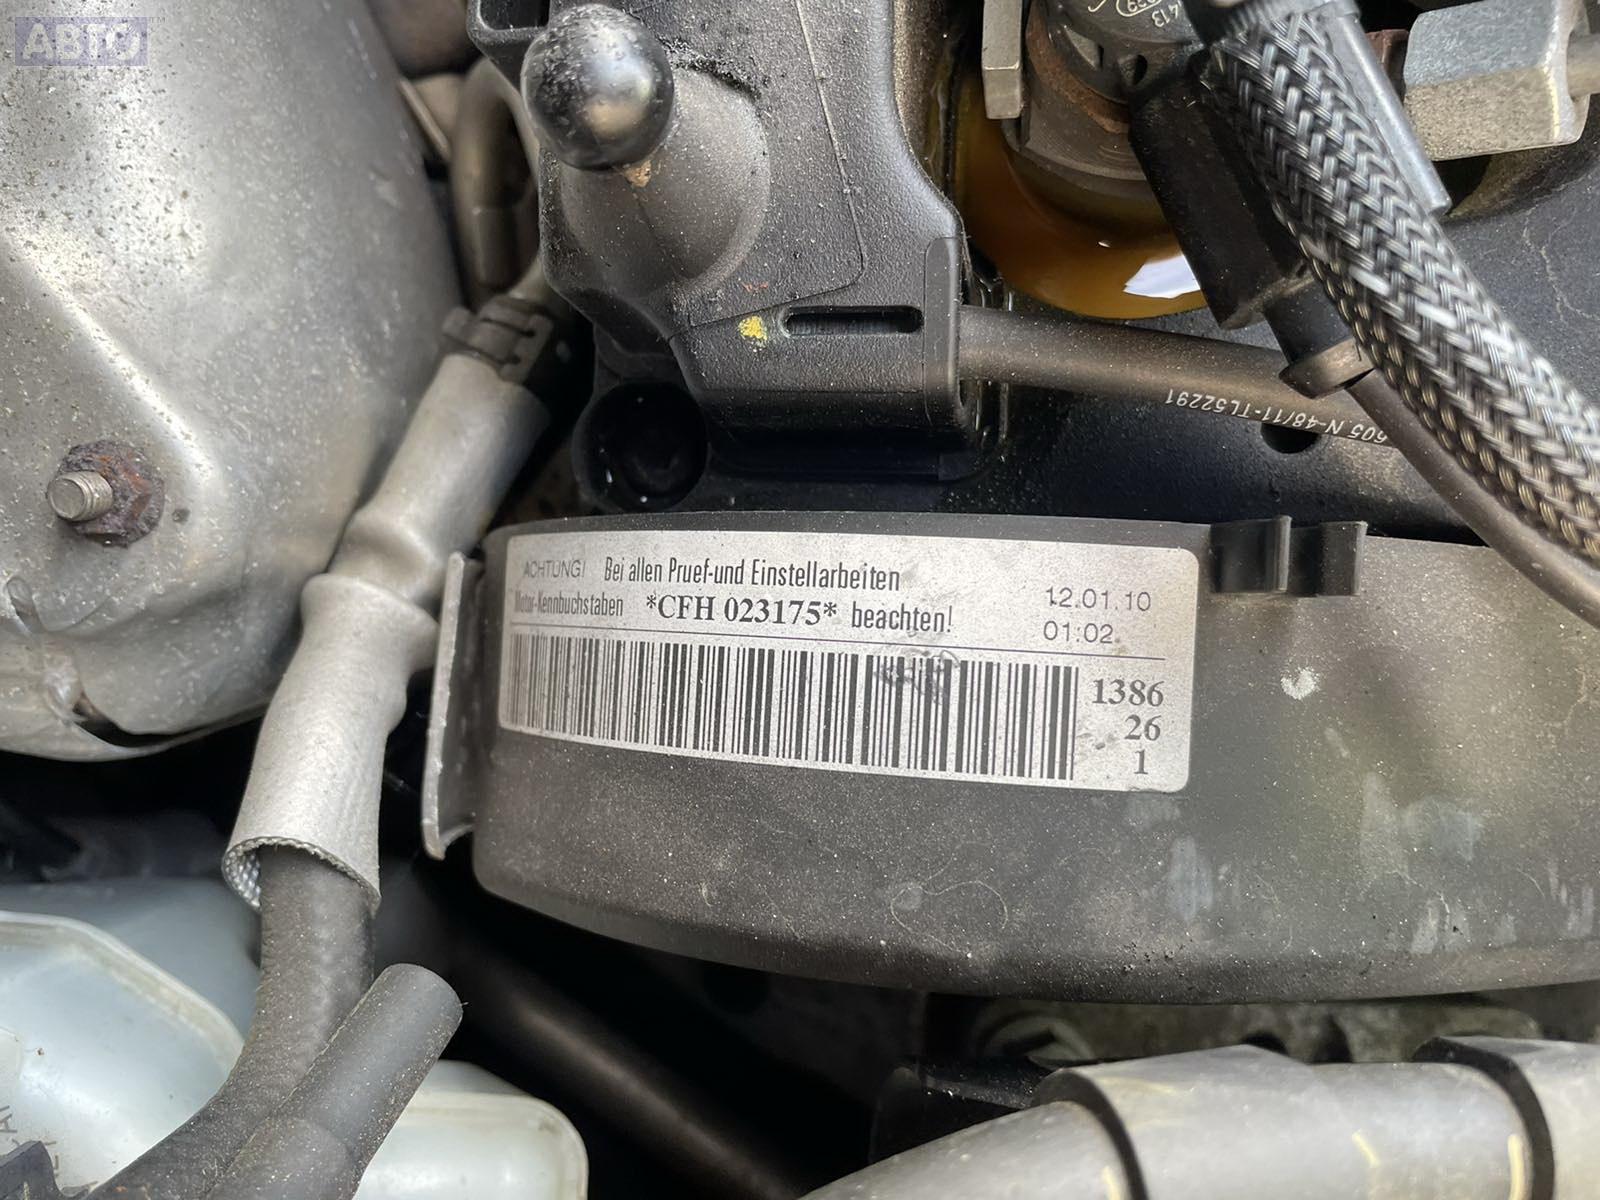 АВТО
413
ACHTUNG! Bei allen Pruef-und Einstellarbeiten
Motor-Kennbuchstaben *CFH 023175* beachten!
12.01.10
01:02
1386
26
1
605 N-48/11-TL52291